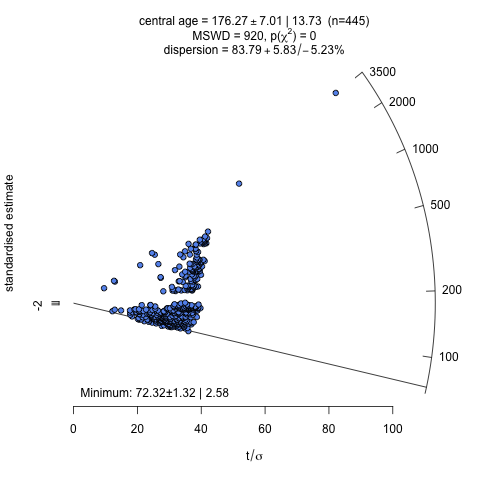 central age = 176.27 ± 7.01 | 13.73 (n=445)
MSWD = 920, p(χ²) = 0
dispersion = 83.79 + 5.83/− 5.23%
3500
2000
1000
500
200
100
standardised estimate
-2
Minimum: 72.32±1.32 | 2.58
0 20 40 60 80 100
t/σ